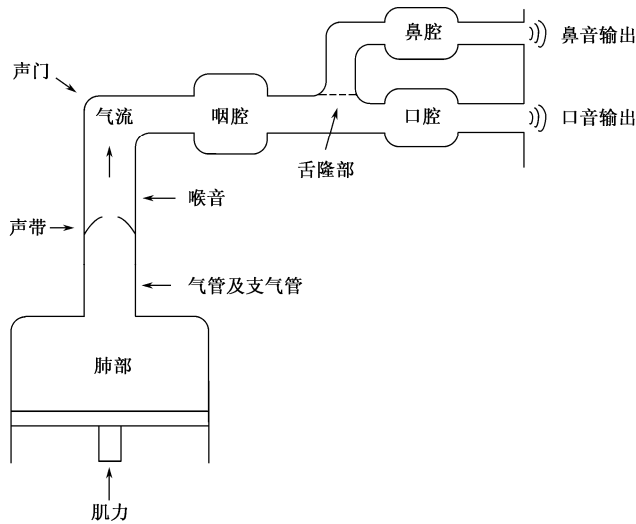 鼻腔
鼻音输出
声门
气流
咽腔
口腔
口音输出
舌隆部
喉音
声带
气管及支气管
肺部
肌力